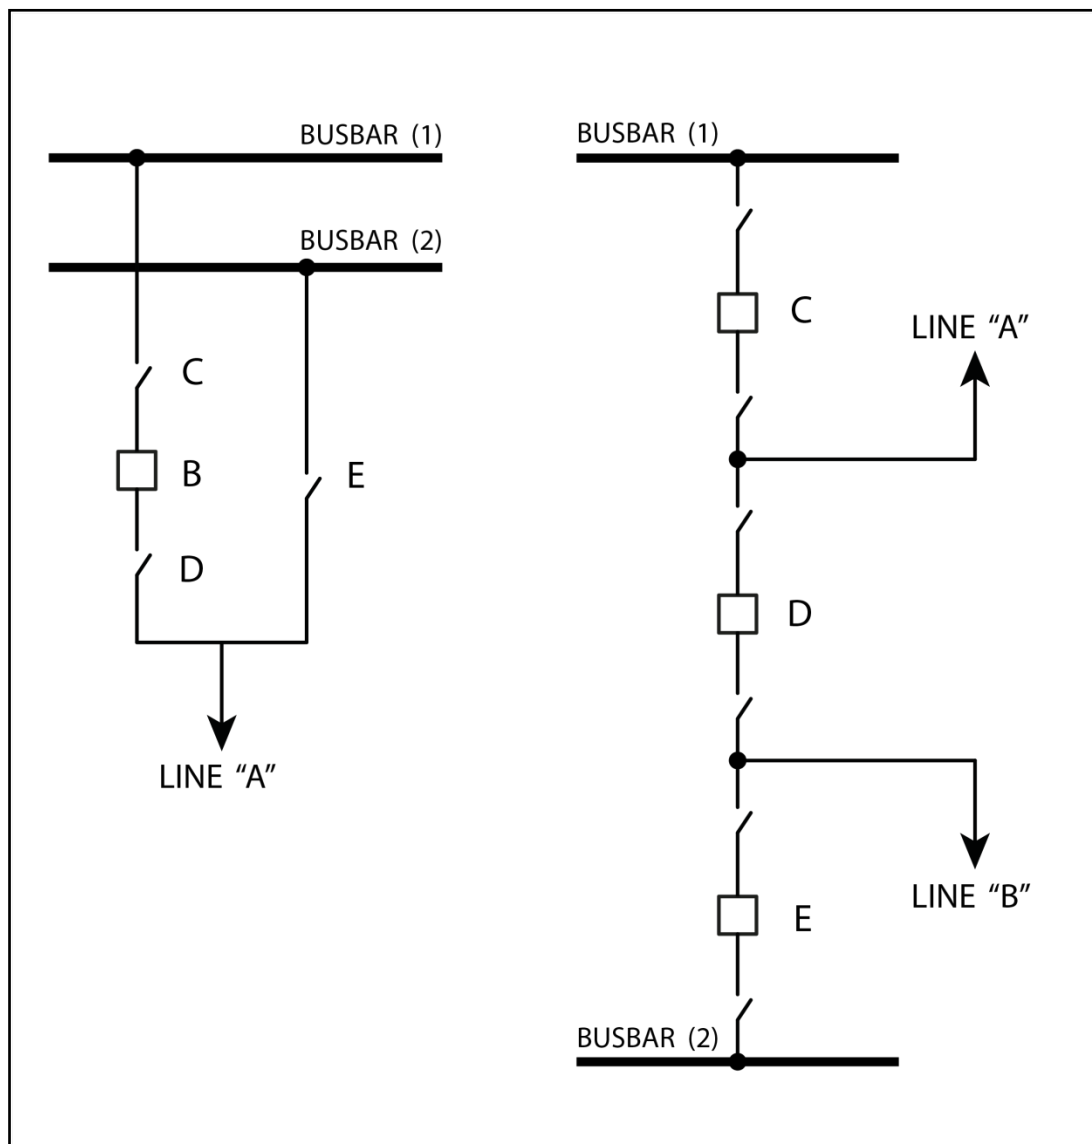 BUSBAR (1)
BUSBAR (2)
C
B
D
E
LINE "A"
BUSBAR (1)
C
LINE "A"
D
LINE "B"
E
BUSBAR (2)